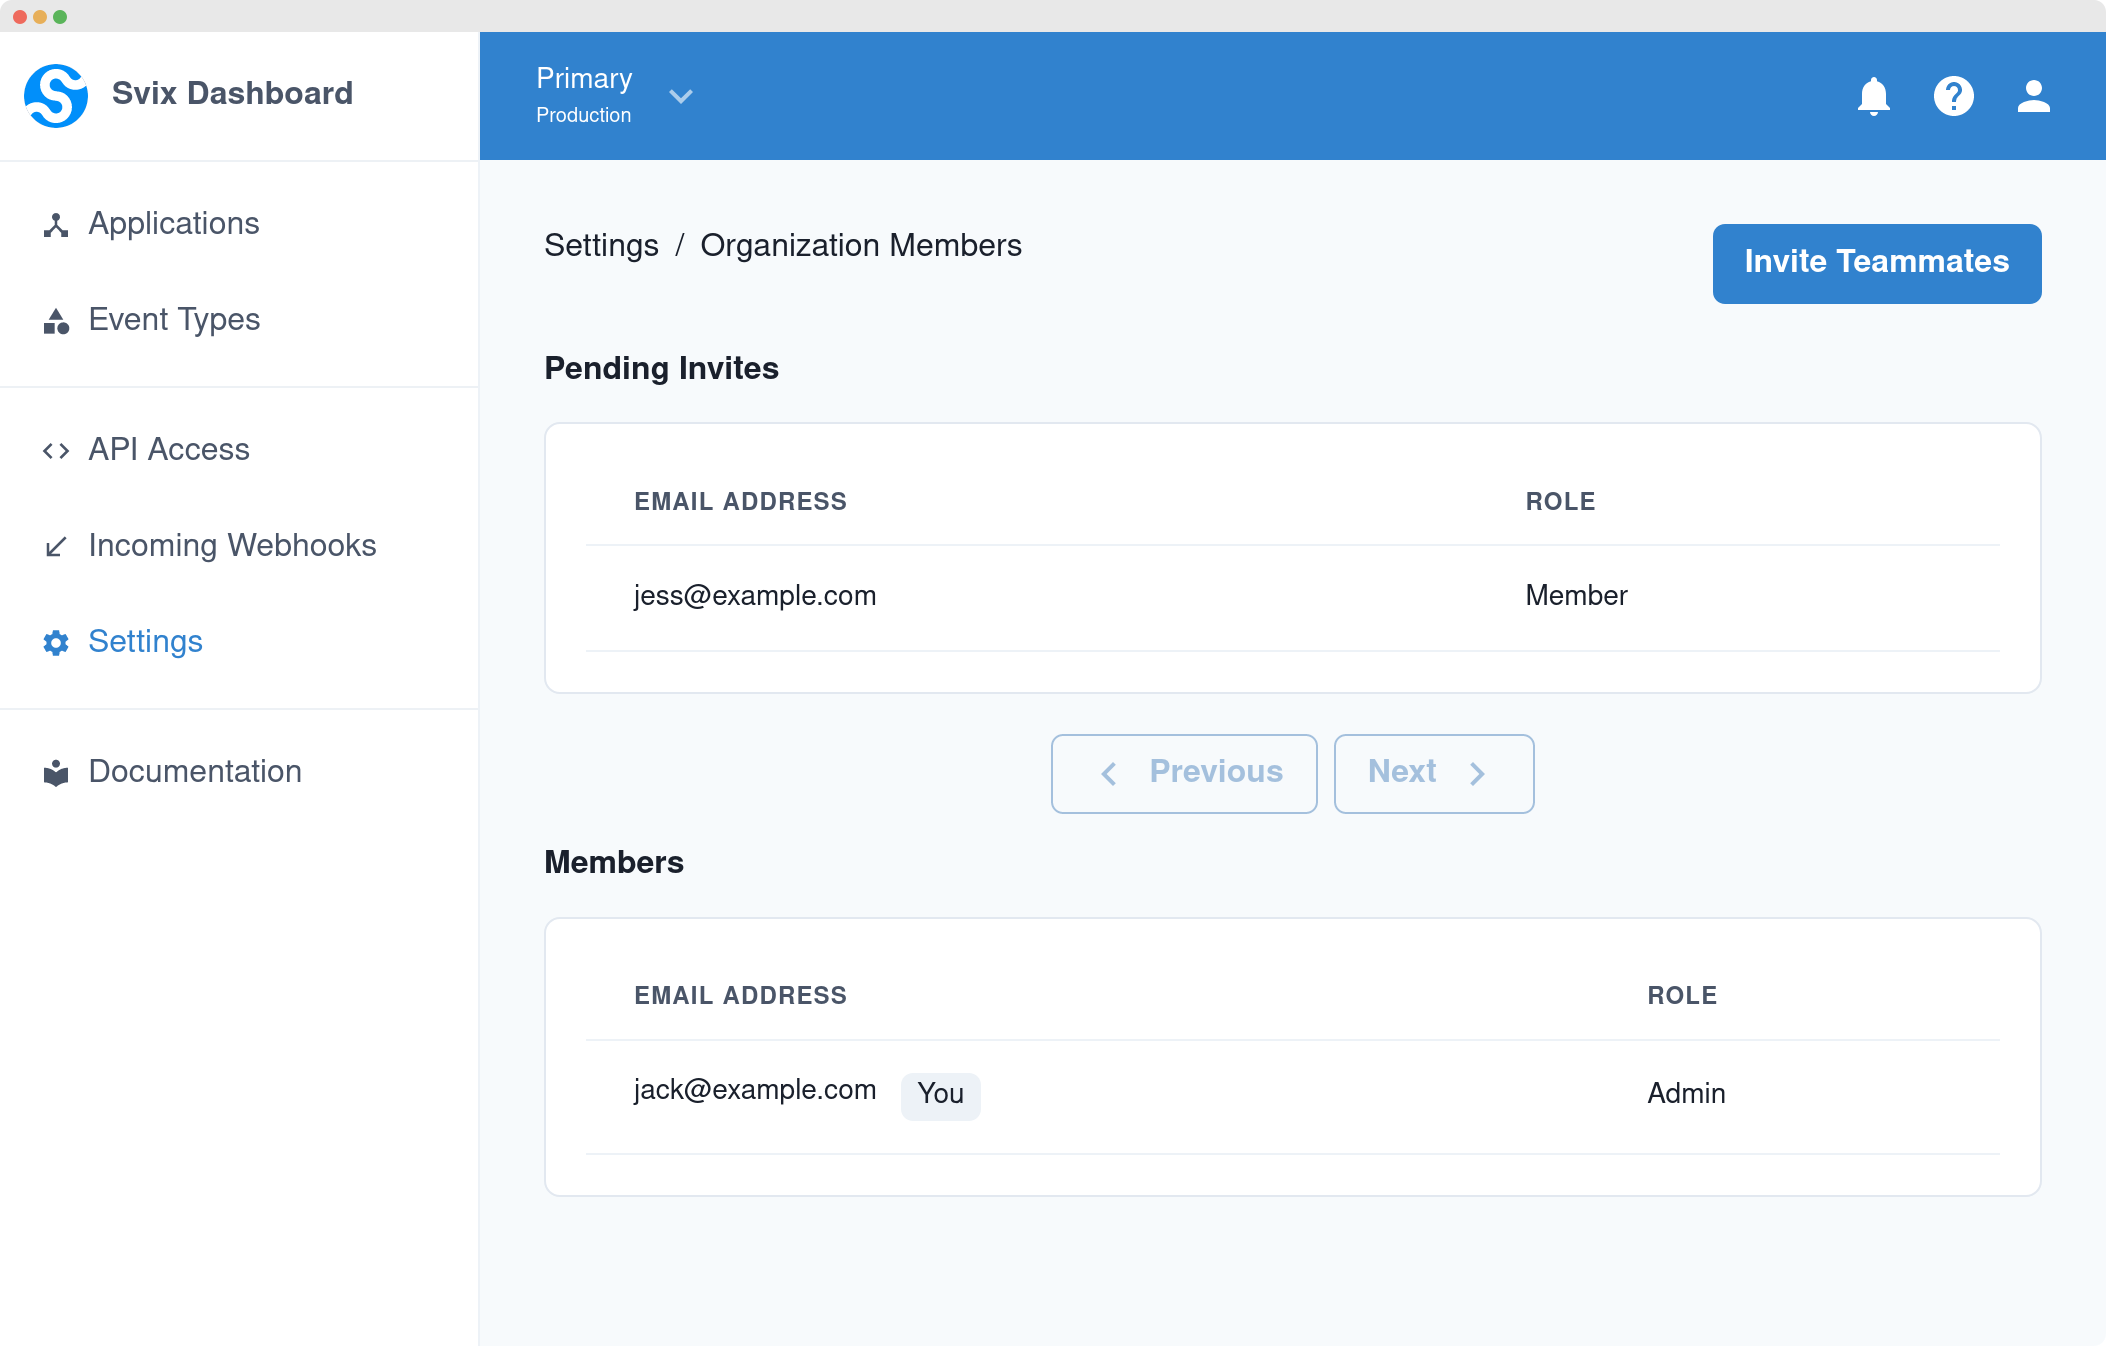 Svix Dashboard
Primary
Production
Applications
Event Types
API Access
Incoming Webhooks
Settings
Documentation
Settings / Organization Members
Invite Teammates
Pending Invites
EMAIL ADDRESS ROLE
jess@example.com Member
Previous Next
Members
EMAIL ADDRESS ROLE
jack@example.com You Admin